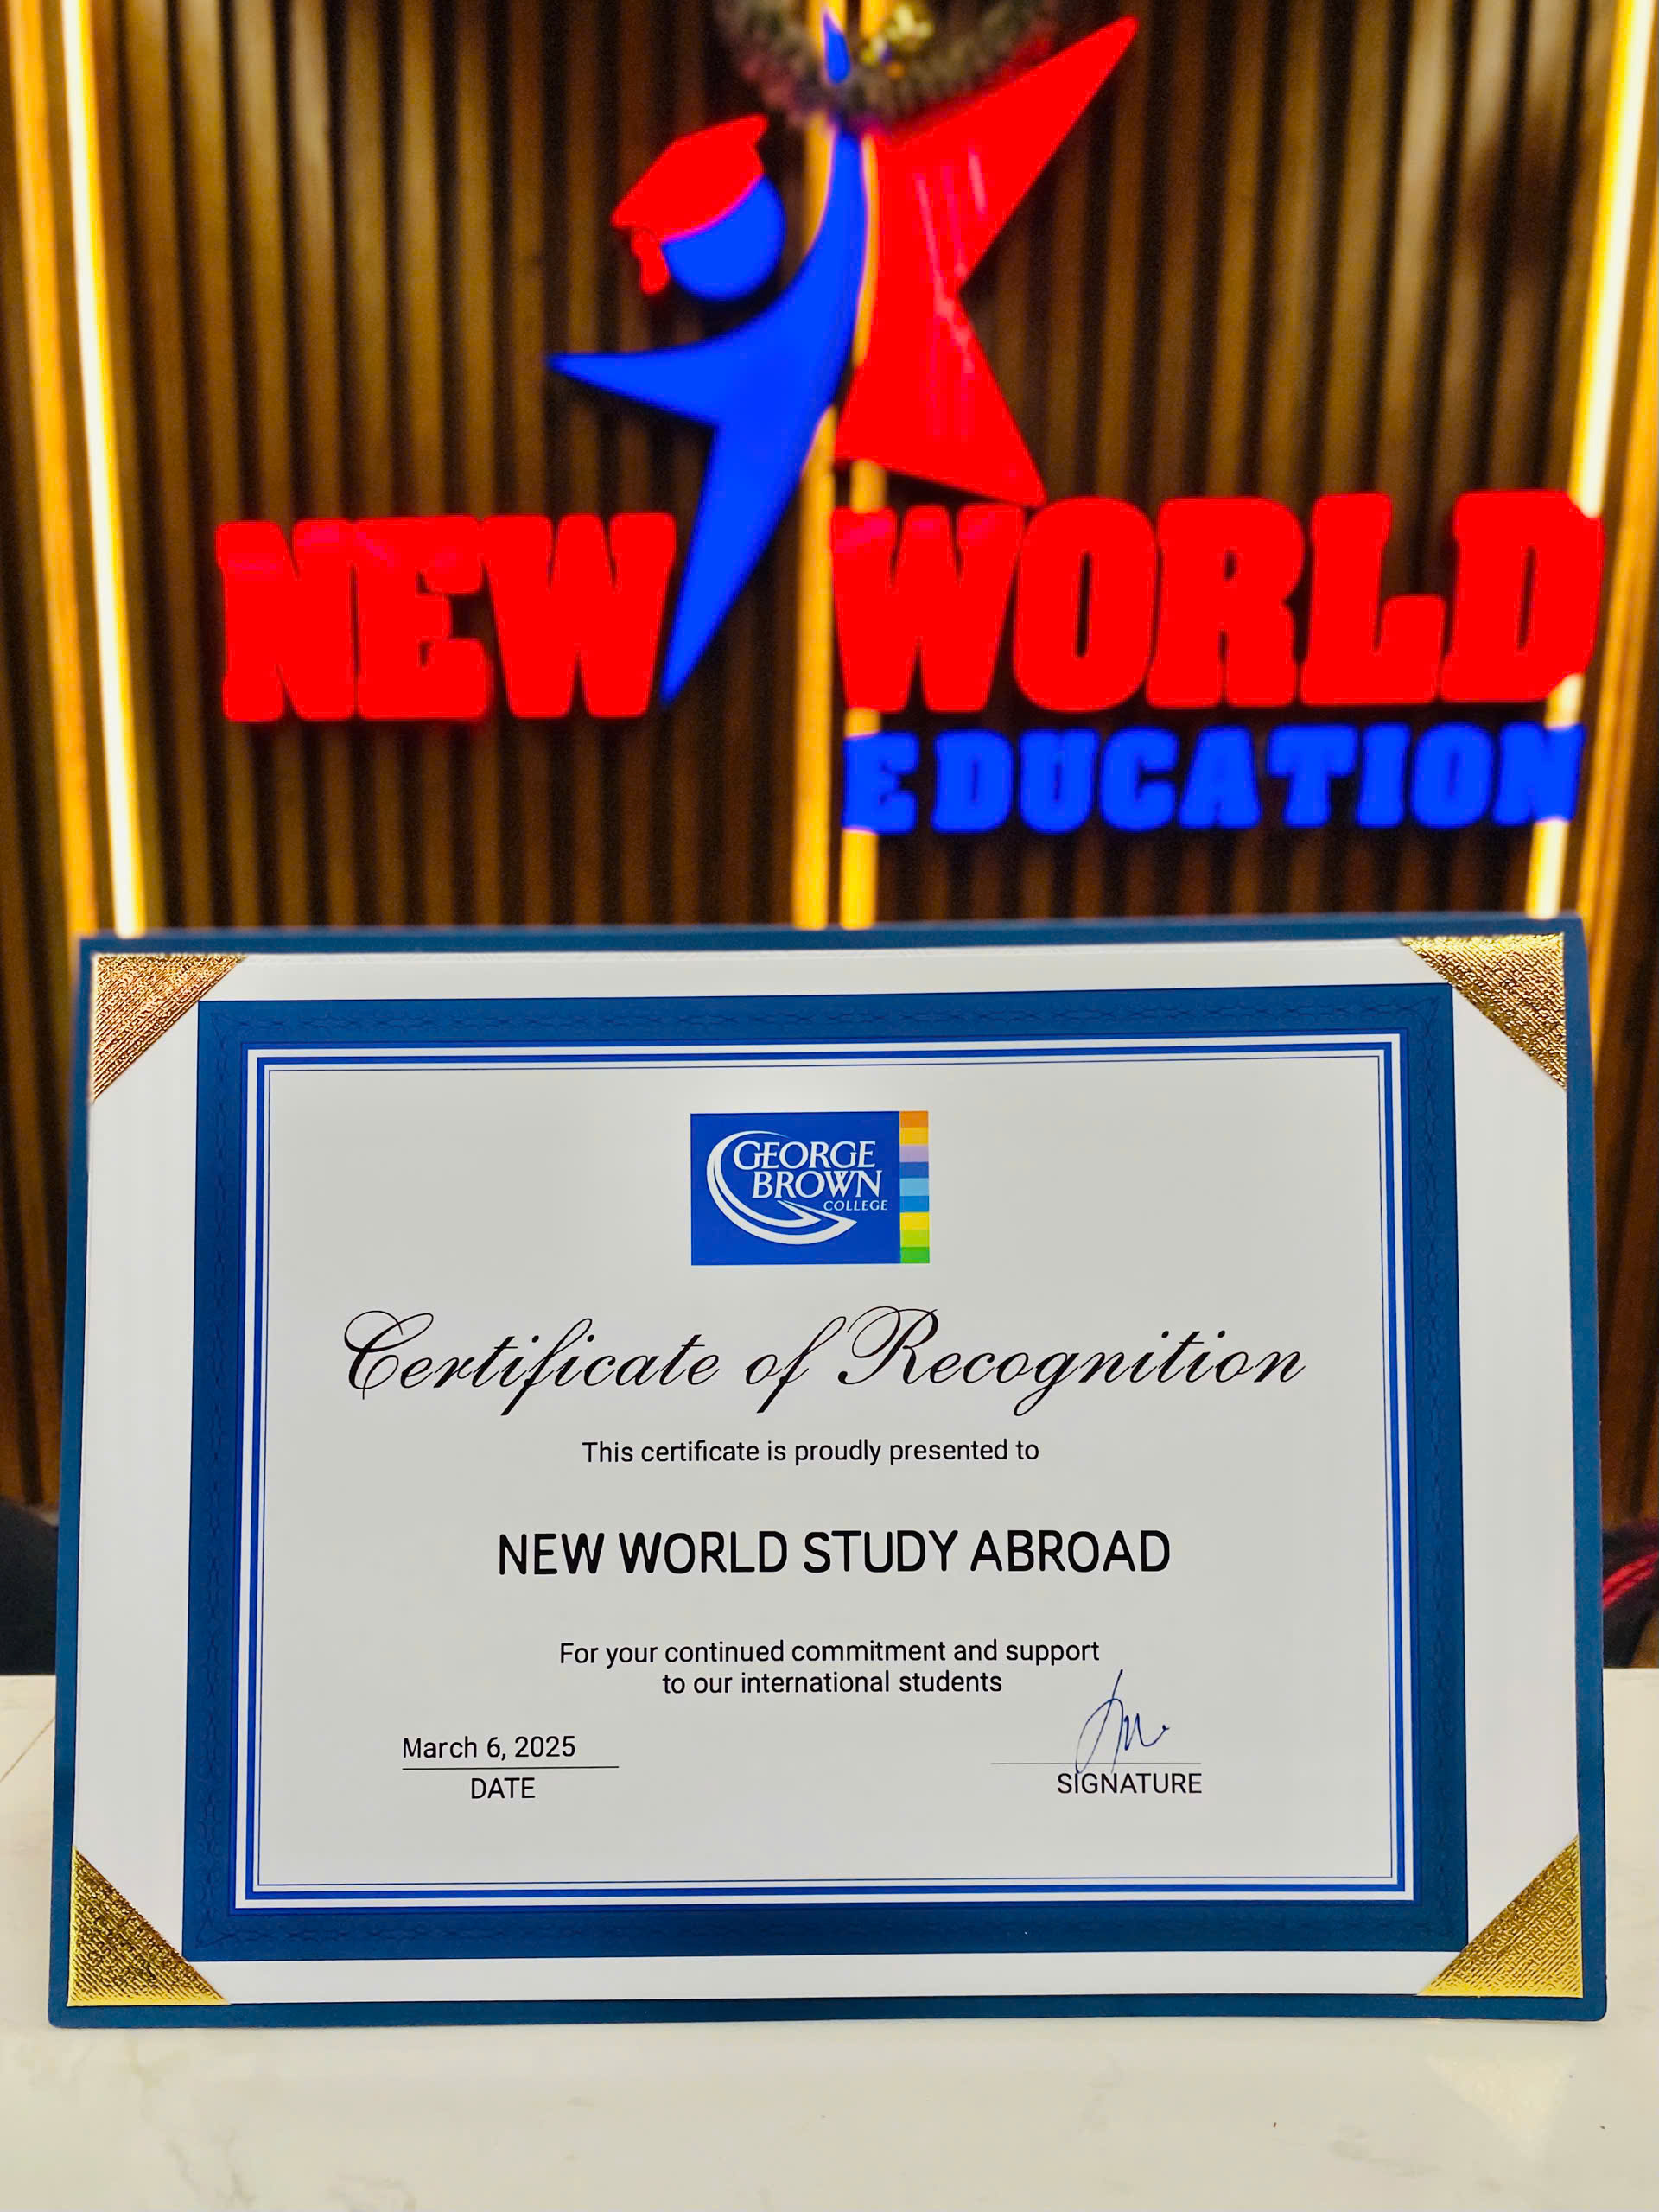 NEW WORLD
EDUCATION
GEORGE
BROWN
COLLEGE
Certificate of Recognition
This certificate is proudly presented to
NEW WORLD STUDY ABROAD
For your continued commitment and support
to our international students
March 6, 2025
DATE
SIGNATURE